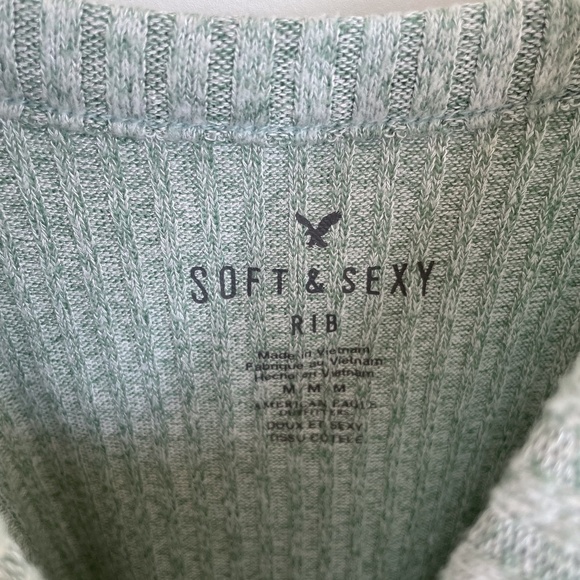 SOFT & SEXY
RIB
Made in Vietnam
Fabriqué au Vietnam
Hecho en Vietnam
M M M
AMERICAN EAGLE
OUTFITTERS
DOUX ET SEXY
TISSU CÔTELÉ